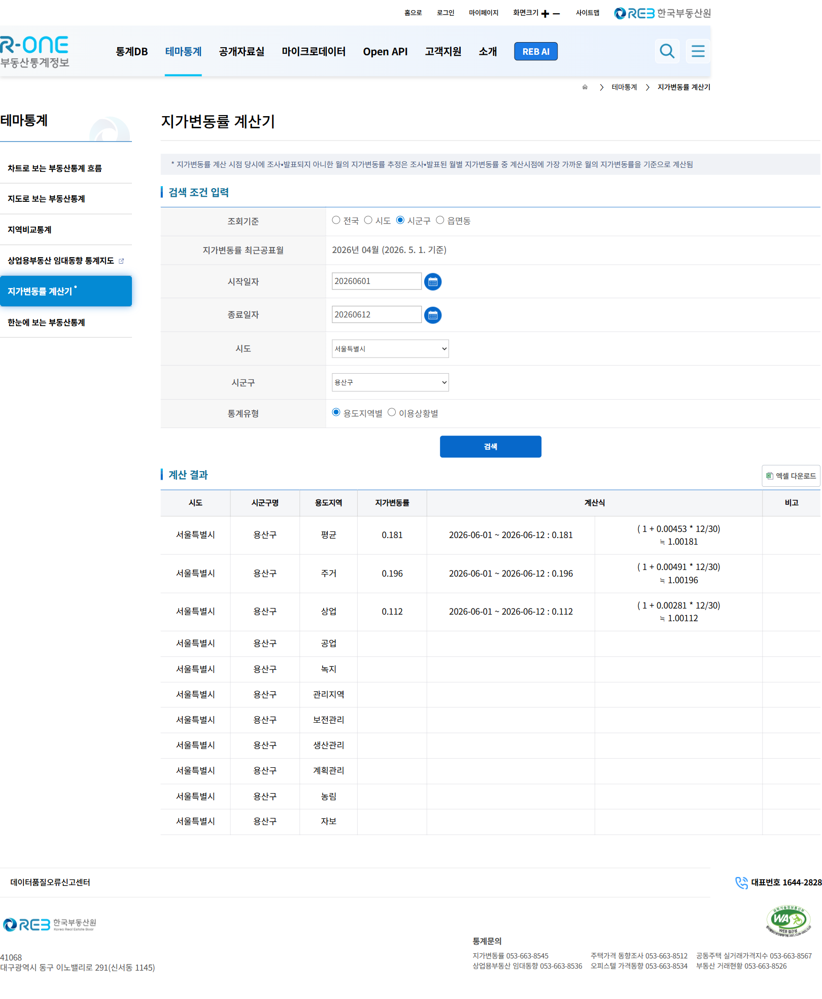 홈으로 로그인 마이페이지 화면크기 + − 사이트맵 REB 한국부동산원
R-ONE
부동산통계정보
통계DB 테마통계 공개자료실 마이크로데이터 Open API 고객지원 소개 REB AI
테마통계 > 지가변동률 계산기
테마통계
차트로 보는 부동산통계 흐름
지도로 보는 부동산통계
지역비교통계
상업용부동산 임대동향 통계지도
지가변동률 계산기
한눈에 보는 부동산통계
지가변동률 계산기
* 지가변동률 계산 시점 당시에 조사•발표되지 아니한 월의 지가변동률 추정은 조사•발표된 월별 지가변동률 중 계산시점에 가장 가까운 월의 지가변동률을 기준으로 계산됨
검색 조건 입력
조회기준 전국 시도 시군구 읍면동
지가변동률 최근공표월 2026년 04월 (2026. 5. 1. 기준)
시작일자 20260601
종료일자 20260612
시도 서울특별시
시군구 용산구
통계유형 용도지역별 이용상황별
검색
계산 결과
엑셀 다운로드
시도 시군구명 용도지역 지가변동률 계산식 비고
서울특별시 용산구 평균 0.181 2026-06-01 ~ 2026-06-12 : 0.181 ( 1 + 0.00453 * 12/30)
≒ 1.00181
서울특별시 용산구 주거 0.196 2026-06-01 ~ 2026-06-12 : 0.196 ( 1 + 0.00491 * 12/30)
≒ 1.00196
서울특별시 용산구 상업 0.112 2026-06-01 ~ 2026-06-12 : 0.112 ( 1 + 0.00281 * 12/30)
≒ 1.00112
서울특별시 용산구 공업
서울특별시 용산구 녹지
서울특별시 용산구 관리지역
서울특별시 용산구 보전관리
서울특별시 용산구 생산관리
서울특별시 용산구 계획관리
서울특별시 용산구 농림
서울특별시 용산구 자보
데이터품질오류신고센터
대표번호 1644-2828
REB 한국부동산원
과학기술정보통신부
WA
WEB 접근성
41068
대구광역시 동구 이노밸리로 291(신서동 1145)
통계문의
지가변동률 053-663-8545 주택가격 동향조사 053-663-8512 공동주택 실거래가격지수 053-663-8567
상업용부동산 임대동향 053-663-8536 오피스텔 가격동향 053-663-8534 부동산 거래현황 053-663-8526